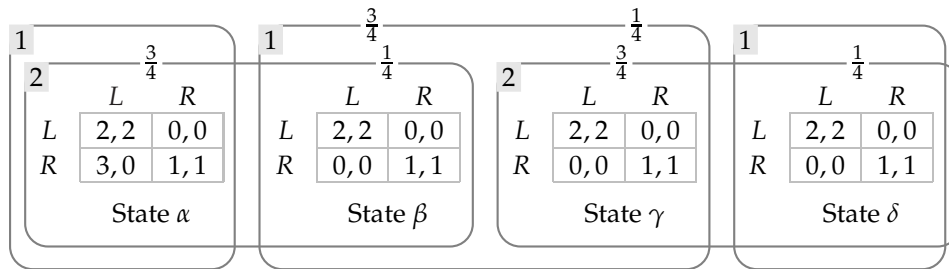 3/4 1/4
1 1 1
3/4 1/4 3/4 1/4
2 2
L R L R L R L R
L 2, 2 0, 0 L 2, 2 0, 0 L 2, 2 0, 0 L 2, 2 0, 0
R 3, 0 1, 1 R 0, 0 1, 1 R 0, 0 1, 1 R 0, 0 1, 1
State α State β State γ State δ